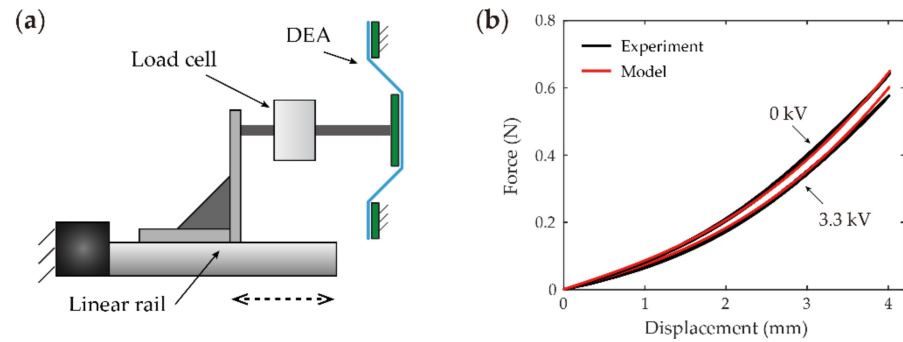 (a)
DEA
Load cell
Linear rail
(b)
0.8
0.6
0.4
0.2
0
Force (N)
Experiment
Model
0 kV
3.3 kV
0 1 2 3 4
Displacement (mm)